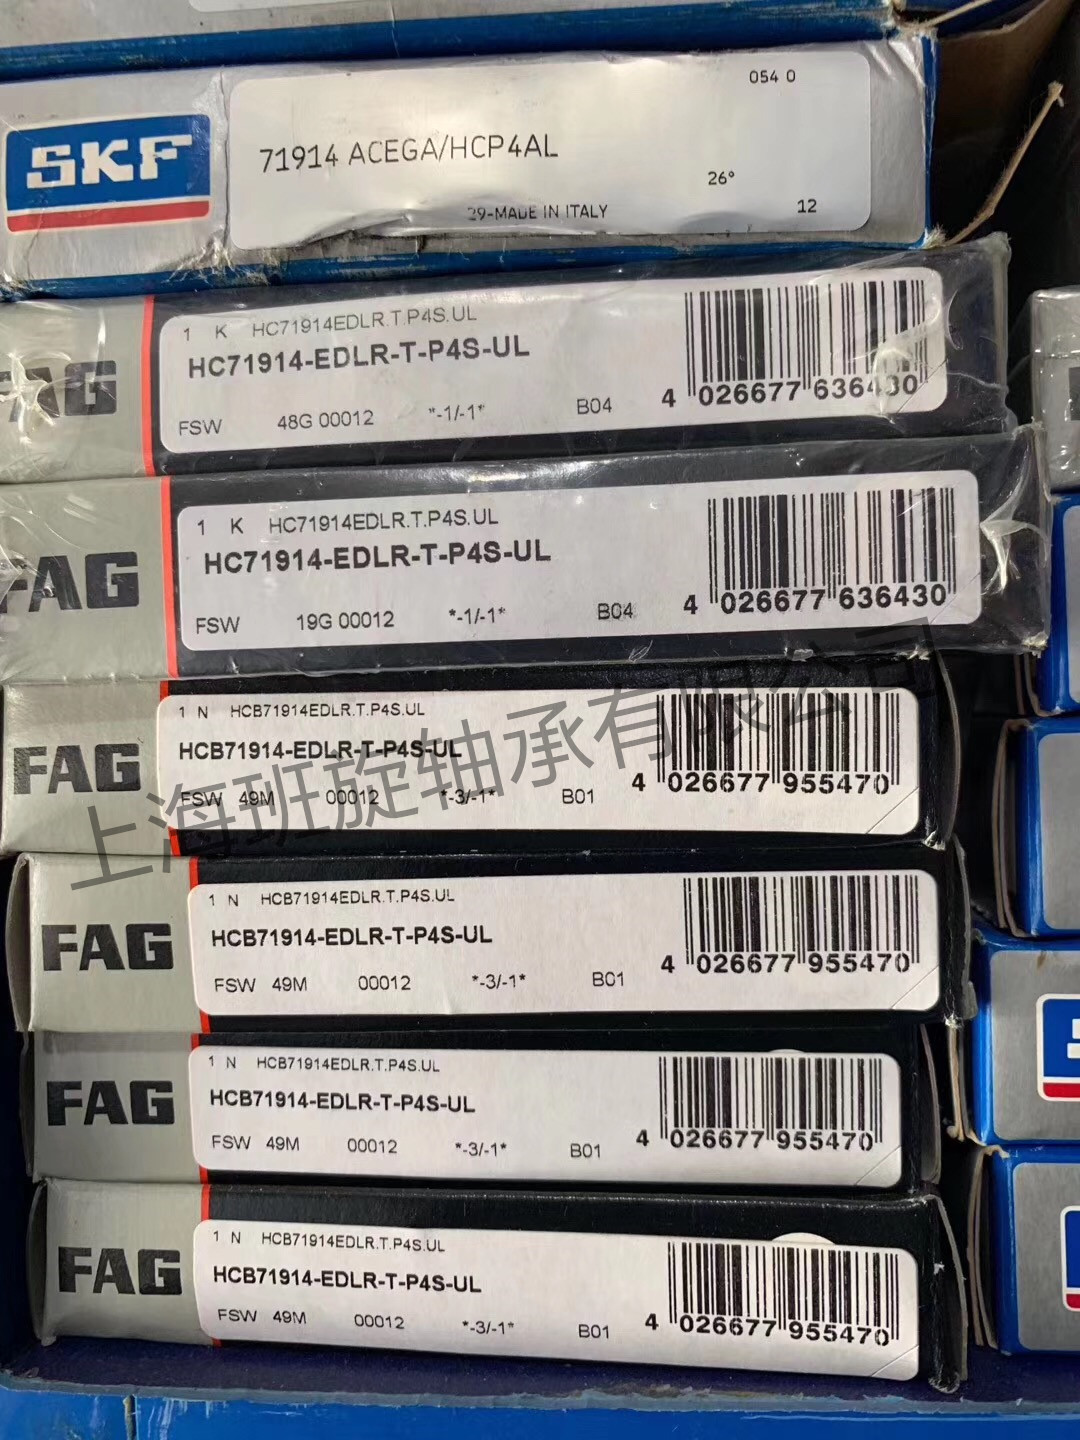 SKF
054 0
71914 ACEGA/HCP4AL
26°
29-MADE IN ITALY
12
FAG
1 K HC71914EDLR.T.P4S.UL
HC71914-EDLR-T-P4S-UL
FSW 48G 00012 *-1/-1* B04
4 026677 636430
FAG
1 K HC71914EDLR.T.P4S.UL
HC71914-EDLR-T-P4S-UL
FSW 19G 00012 *-1/-1* B04
4 026677 636430
FAG
1 N HCB71914EDLR.T.P4S.UL
HCB71914-EDLR-T-P4S-UL
FSW 49M 00012 *-3/-1* B01
4 026677 955470
上海班旋轴承有限公司
FAG
1 N HCB71914EDLR.T.P4S.UL
HCB71914-EDLR-T-P4S-UL
FSW 49M 00012 *-3/-1* B01
4 026677 955470
FAG
1 N HCB71914EDLR.T.P4S.UL
HCB71914-EDLR-T-P4S-UL
FSW 49M 00012 *-3/-1* B01
4 026677 955470
FAG
1 N HCB71914EDLR.T.P4S.UL
HCB71914-EDLR-T-P4S-UL
FSW 49M 00012 *-3/-1* B01
4 026677 955470